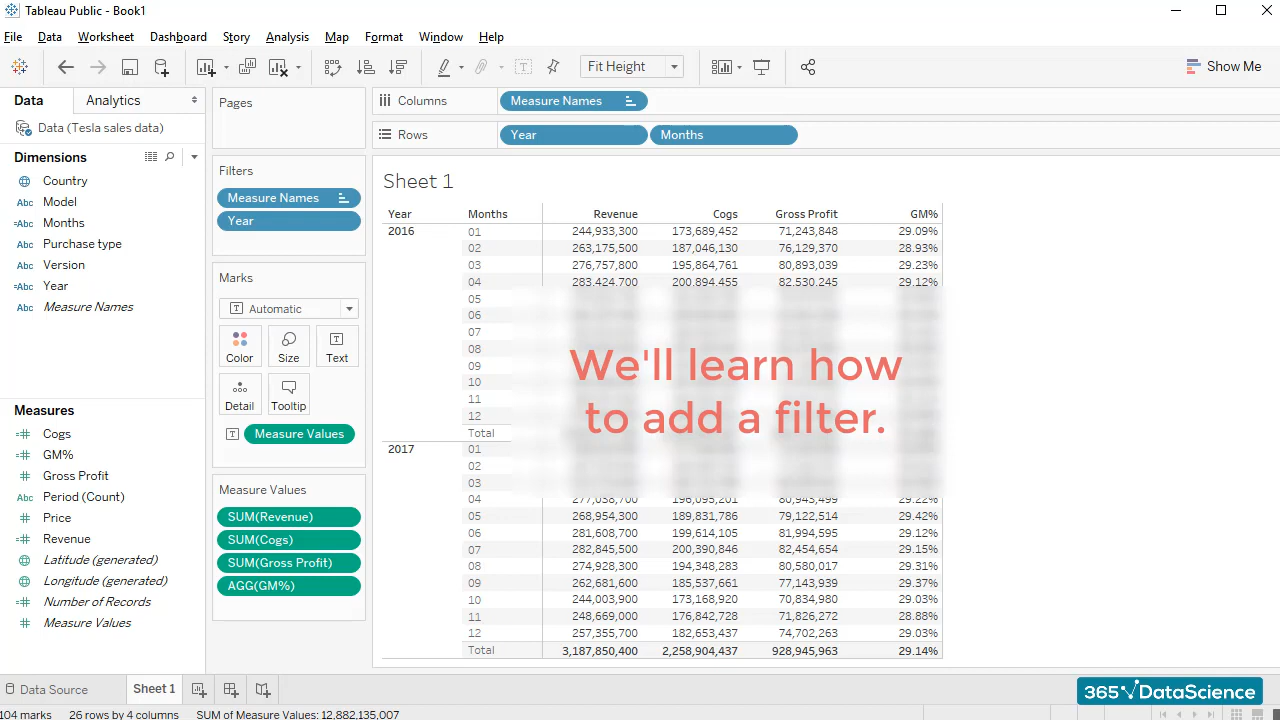 Tableau Public - Book1
File Data Worksheet Dashboard Story Analysis Map Format Window Help
Fit Height Show Me
Data Analytics
Data (Tesla sales data)
Dimensions
Country
Abc Model
=Abc Months
Abc Purchase type
Abc Version
Abc Year
Abc Measure Names
Measures
Cogs
GM%
Gross Profit
Abc Period (Count)
Price
Revenue
Latitude (generated)
Longitude (generated)
Number of Records
Measure Values
Pages
Filters
Measure Names
Year
Marks
Automatic
Color Size Text
Detail Tooltip
Measure Values
Measure Values
SUM(Revenue)
SUM(Cogs)
SUM(Gross Profit)
AGG(GM%)
Columns Measure Names
Rows Year Months
Sheet 1
Year Months Revenue Cogs Gross Profit GM%
2016 01 244,933,300 173,689,452 71,243,848 29.09%
02 263,175,500 187,046,130 76,129,370 28.93%
03 276,757,800 195,864,761 80,893,039 29.23%
04 283,424,700 200,894,455 82,530,245 29.12%
05
06
07
08
09
10
11
12
Total
We'll learn how
to add a filter.
2017 01
02
03
04 277,038,700 196,095,201 80,943,499 29.22%
05 268,954,300 189,831,786 79,122,514 29.42%
06 281,608,700 199,614,105 81,994,595 29.12%
07 282,845,500 200,390,846 82,454,654 29.15%
08 274,928,300 194,348,283 80,580,017 29.31%
09 262,681,600 185,537,661 77,143,939 29.37%
10 244,003,900 173,168,920 70,834,980 29.03%
11 248,669,000 176,842,728 71,826,272 28.88%
12 257,355,700 182,653,437 74,702,263 29.03%
Total 3,187,850,400 2,258,904,437 928,945,963 29.14%
Data Source Sheet 1
365 DataScience
104 marks 26 rows by 4 columns SUM of Measure Values: 12,882,135,007